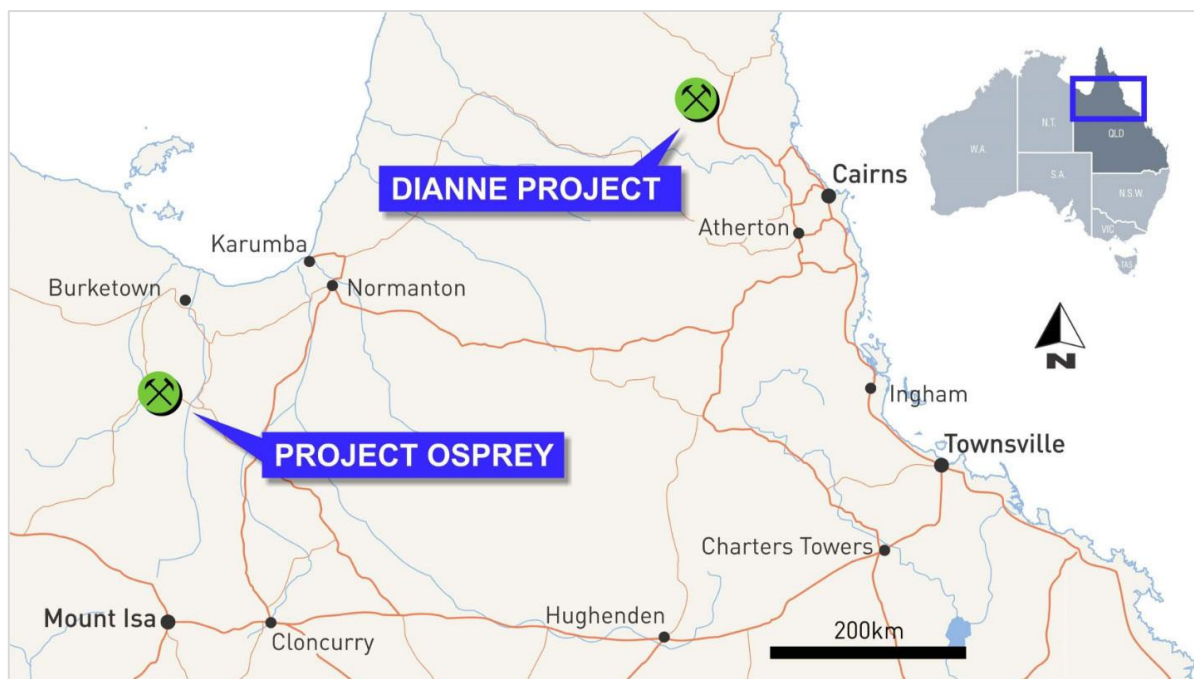 DIANNE PROJECT
Cairns
Atherton
Karumba
Burketown
Normanton
Ingham
PROJECT OSPREY
Townsville
Charters Towers
Mount Isa
Cloncurry
Hughenden
200km
N.T.
QLD
W.A.
S.A.
N.S.W.
VIC
TAS
N